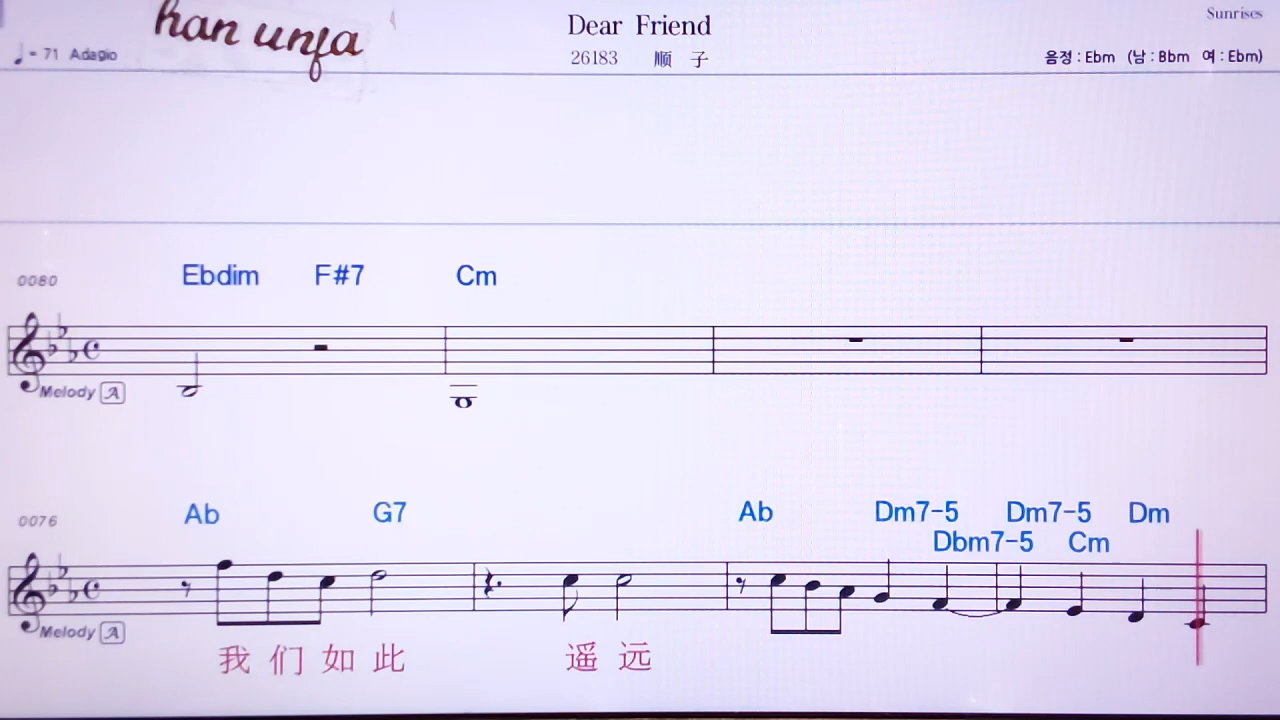 Sunrises
han unja
Dear Friend
♩= 71 Adagio
26183 顺 子
음정 : Ebm (남 : Bbm 여 : Ebm)
0080
Ebdim F#7 Cm
Melody A
0076
Ab G7 Ab Dm7-5 Dm7-5 Dm
Dbm7-5 Cm
Melody A
我 们 如 此 遥 远